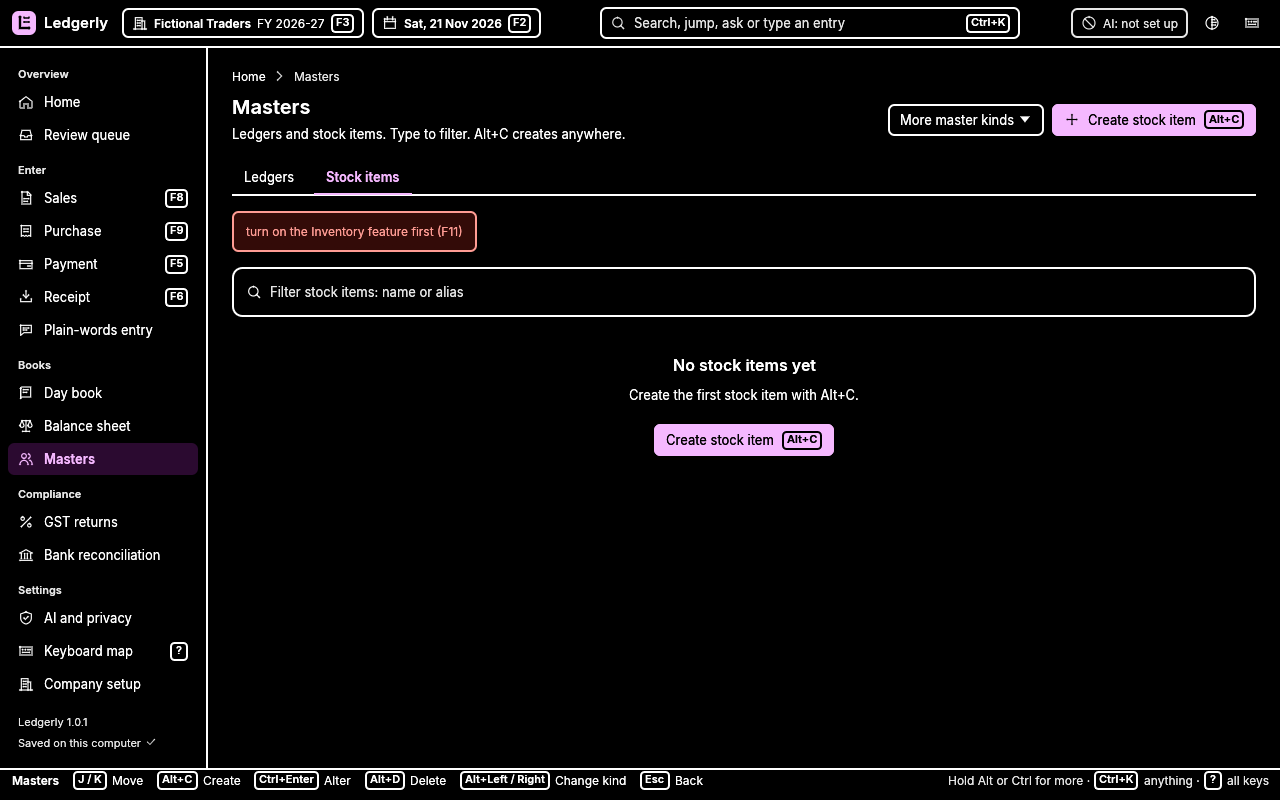 Ledgerly
Fictional Traders FY 2026-27 F3
Sat, 21 Nov 2026 F2
Search, jump, ask or type an entry Ctrl+K
AI: not set up
Overview
Home
Review queue
Enter
Sales F8
Purchase F9
Payment F5
Receipt F6
Plain-words entry
Books
Day book
Balance sheet
Masters
Compliance
GST returns
Bank reconciliation
Settings
AI and privacy
Keyboard map ?
Company setup
Ledgerly 1.0.1
Saved on this computer
Home > Masters
Masters
Ledgers and stock items. Type to filter. Alt+C creates anywhere.
More master kinds
Create stock item Alt+C
Ledgers
Stock items
turn on the Inventory feature first (F11)
Filter stock items: name or alias
No stock items yet
Create the first stock item with Alt+C.
Create stock item Alt+C
Masters J / K Move Alt+C Create Ctrl+Enter Alter Alt+D Delete Alt+Left / Right Change kind Esc Back
Hold Alt or Ctrl for more · Ctrl+K anything · ? all keys